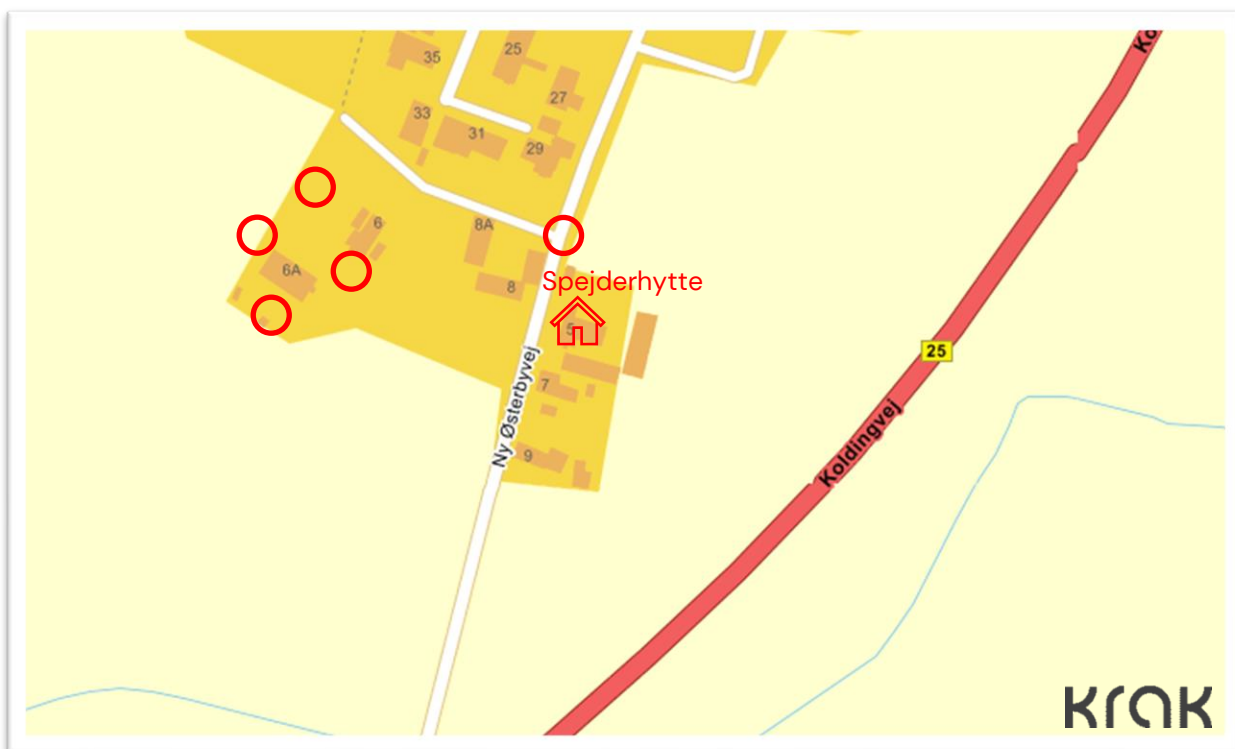 Ko
35
25
27
33
31
29
6
8A
6A
8
Spejderhytte
5
7
9
Ny Østerbyvej
25
Koldingvej
krak